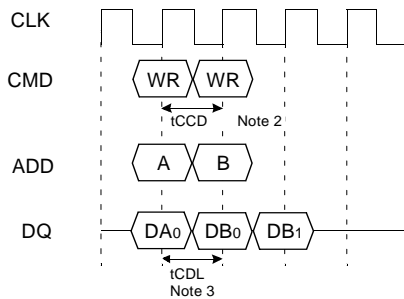 CLK
CMD WR WR
tCCD Note 2
ADD A B
DQ DA0 DB0 DB1
tCDL
Note 3